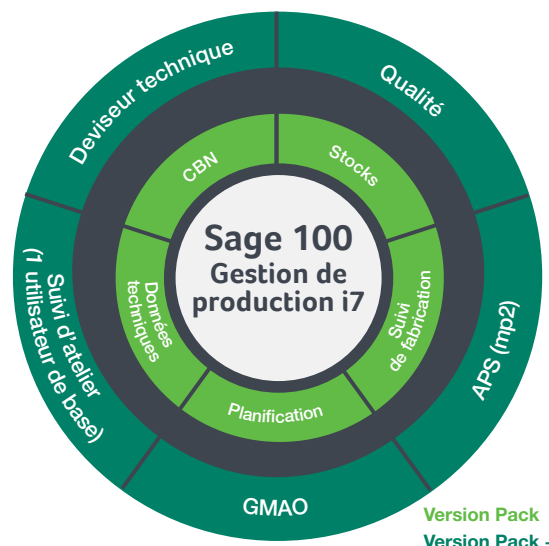 Deviseur technique
Qualité
CBN
Stocks
Sage 100
Gestion de
production i7
Données
techniques
Suivi
de fabrication
Planification
Suivi d'atelier
(1 utilisateur de base)
APS (mp2)
GMAO
Version Pack
Version Pack